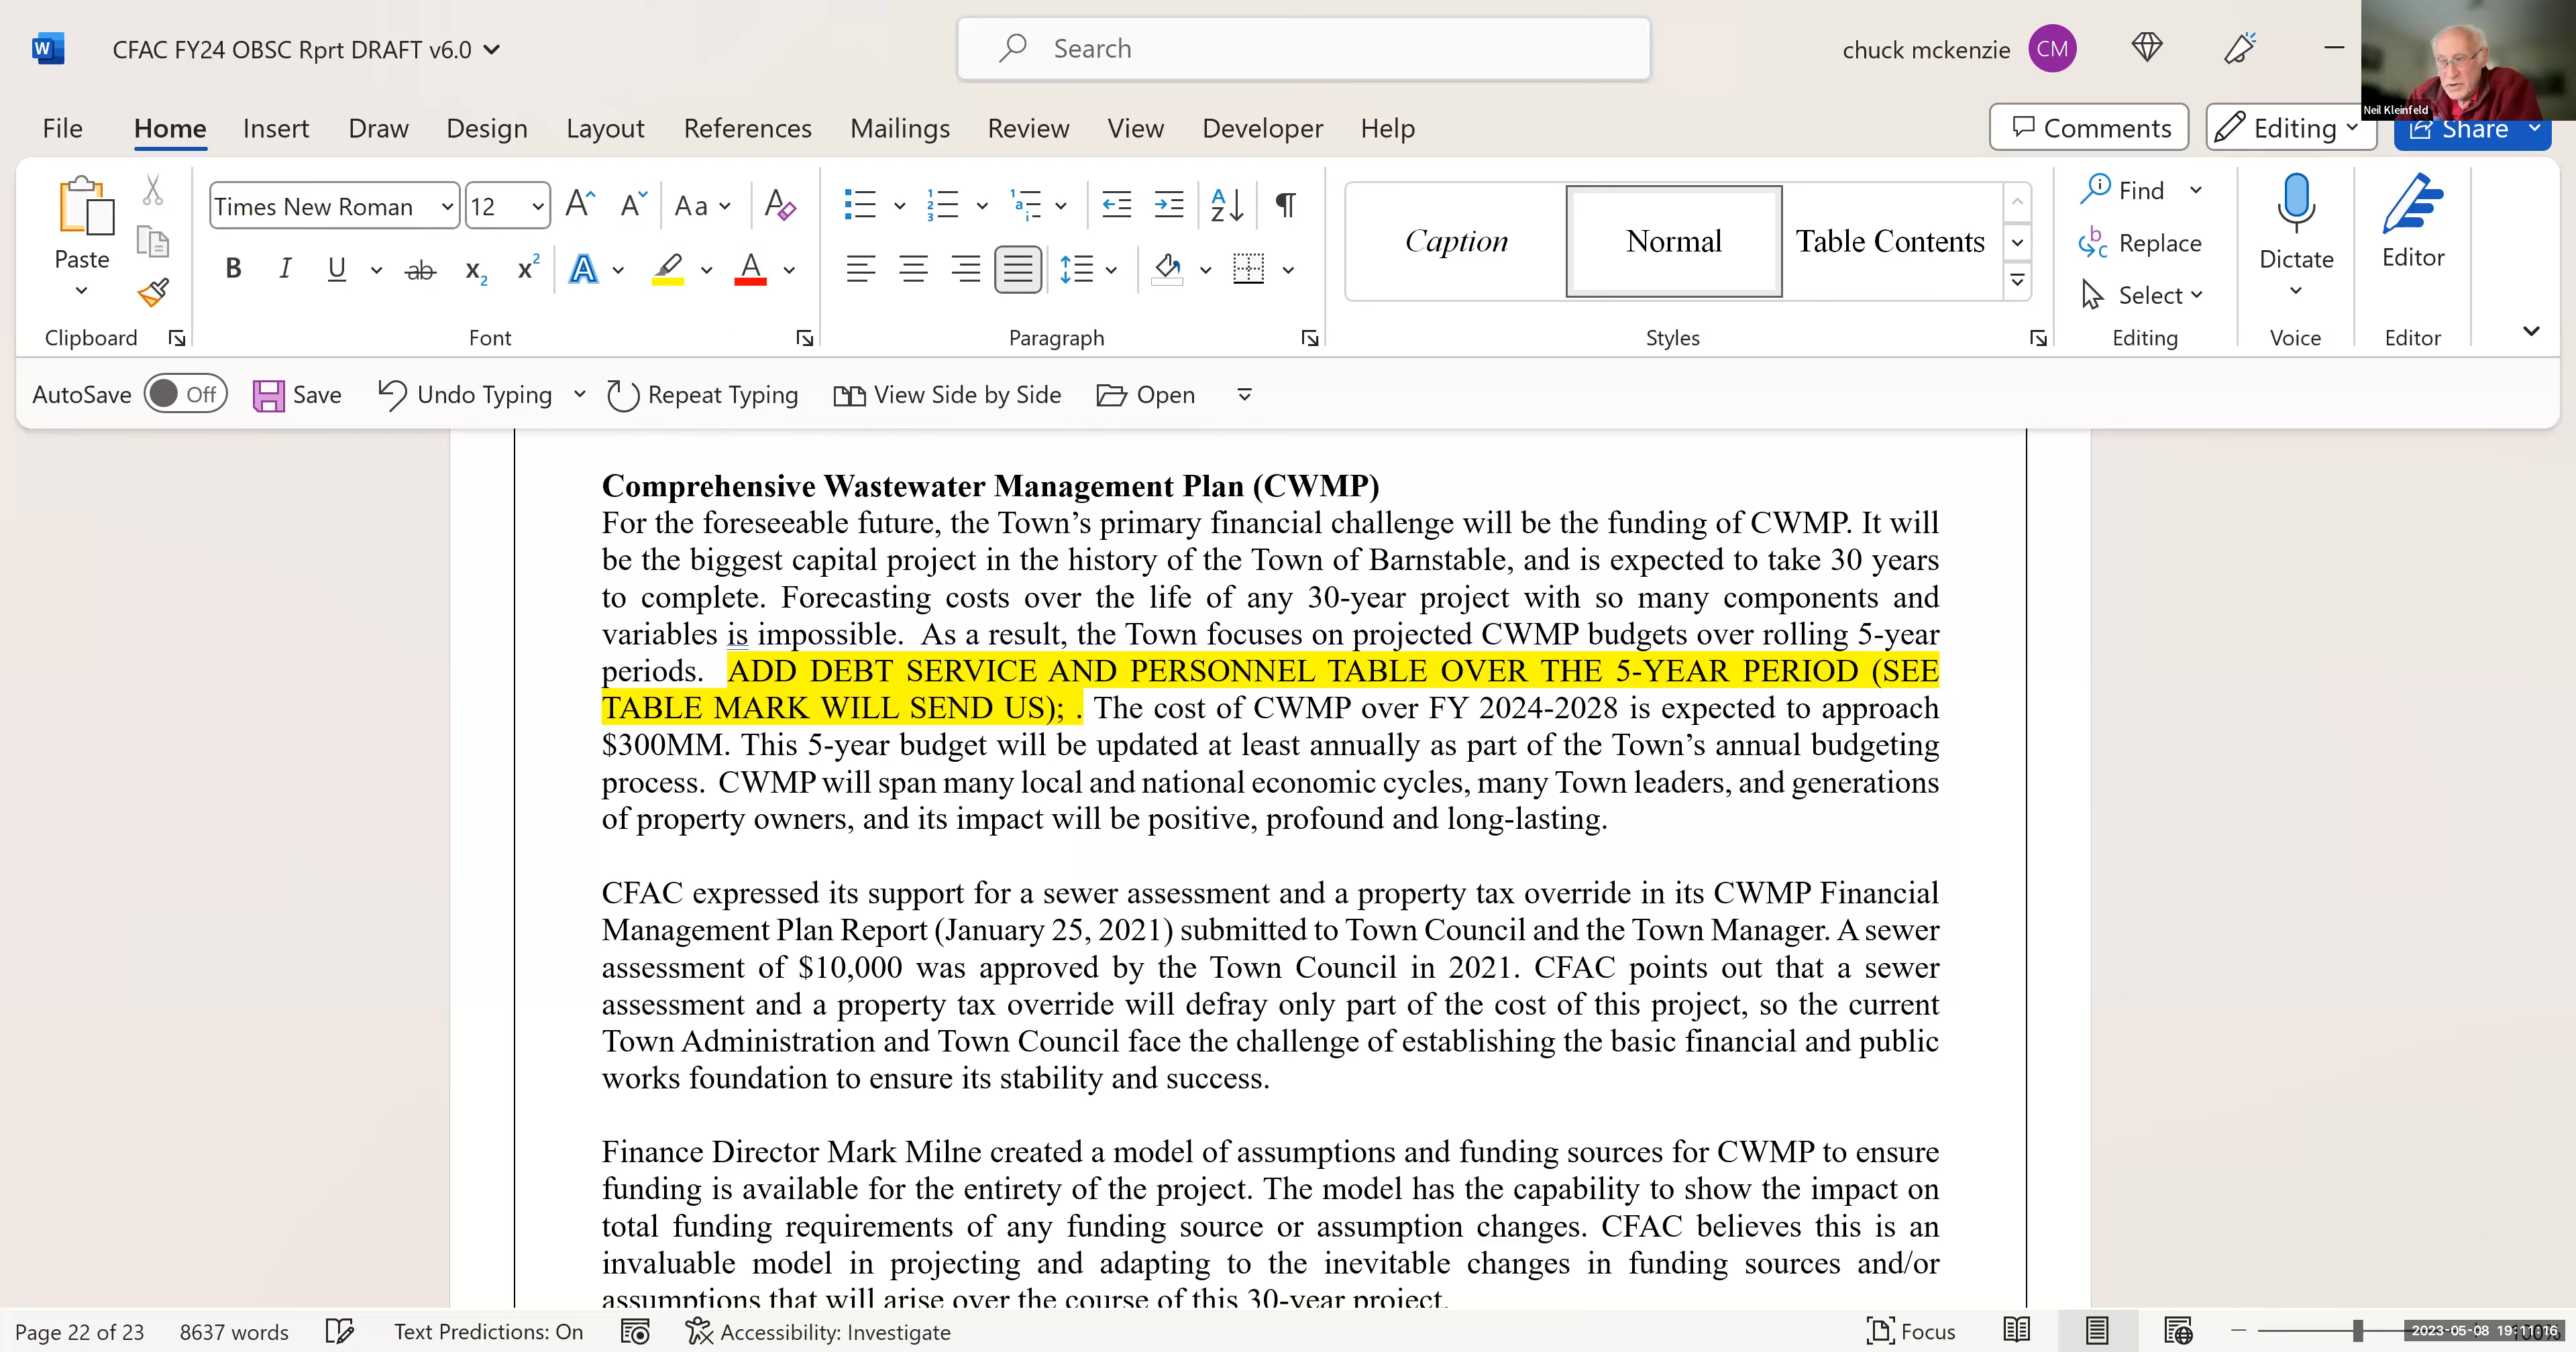 CFAC FY24 OBSC Rprt DRAFT v6.0
Search
chuck mckenzie CM
Neil Kleinfeld
File Home Insert Draw Design Layout References Mailings Review View Developer Help
Comments Editing Share
Paste
Clipboard
Times New Roman 12
Font
Paragraph
Caption Normal Table Contents
Styles
Find
Replace
Select
Editing
Dictate
Voice
Editor
Editor
AutoSave Off Save Undo Typing Repeat Typing View Side by Side Open
Comprehensive Wastewater Management Plan (CWMP)
For the foreseeable future, the Town’s primary financial challenge will be the funding of CWMP. It will
be the biggest capital project in the history of the Town of Barnstable, and is expected to take 30 years
to complete. Forecasting costs over the life of any 30-year project with so many components and
variables is impossible. As a result, the Town focuses on projected CWMP budgets over rolling 5-year
periods. ADD DEBT SERVICE AND PERSONNEL TABLE OVER THE 5-YEAR PERIOD (SEE
TABLE MARK WILL SEND US); . The cost of CWMP over FY 2024-2028 is expected to approach
$300MM. This 5-year budget will be updated at least annually as part of the Town’s annual budgeting
process. CWMP will span many local and national economic cycles, many Town leaders, and generations
of property owners, and its impact will be positive, profound and long-lasting.
CFAC expressed its support for a sewer assessment and a property tax override in its CWMP Financial
Management Plan Report (January 25, 2021) submitted to Town Council and the Town Manager. A sewer
assessment of $10,000 was approved by the Town Council in 2021. CFAC points out that a sewer
assessment and a property tax override will defray only part of the cost of this project, so the current
Town Administration and Town Council face the challenge of establishing the basic financial and public
works foundation to ensure its stability and success.
Finance Director Mark Milne created a model of assumptions and funding sources for CWMP to ensure
funding is available for the entirety of the project. The model has the capability to show the impact on
total funding requirements of any funding source or assumption changes. CFAC believes this is an
invaluable model in projecting and adapting to the inevitable changes in funding sources and/or
assumptions that will arise over the course of this 30-year project.
Page 22 of 23 8637 words Text Predictions: On Accessibility: Investigate Focus
2023-05-08 19:11:16